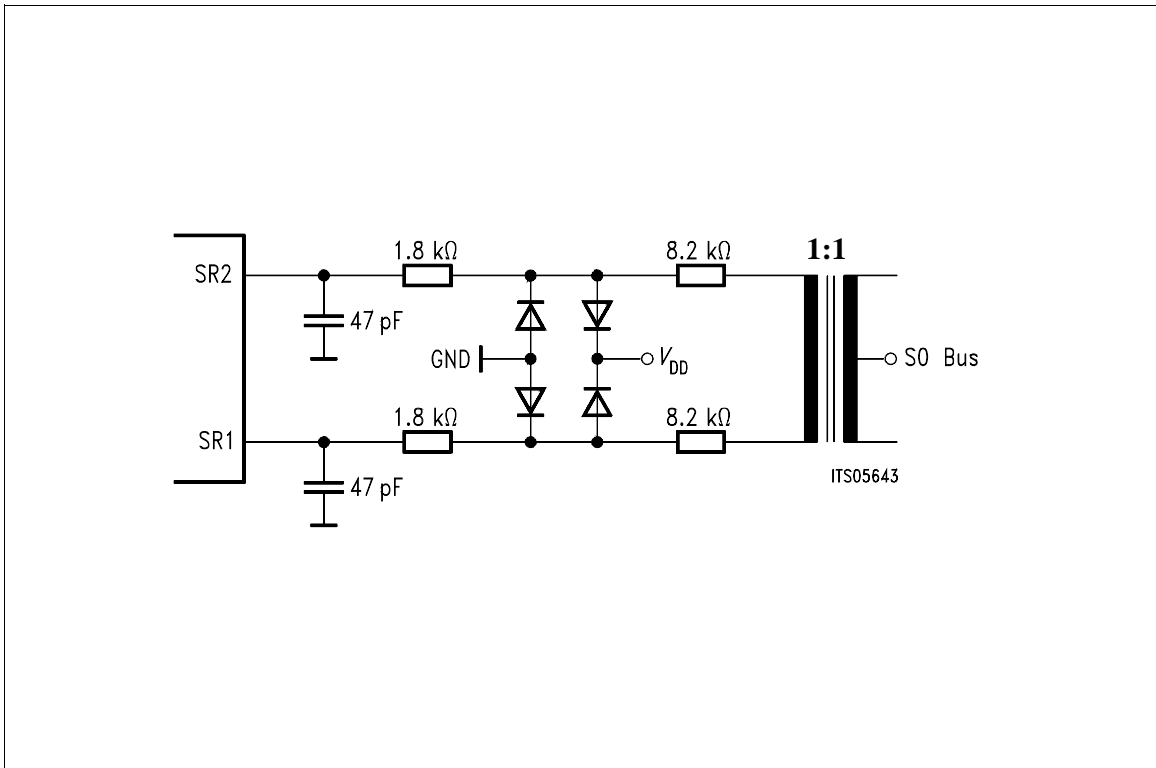 1.8 kΩ
8.2 kΩ
1:1
SR2
47 pF
GND
VDD
S0 Bus
1.8 kΩ
8.2 kΩ
SR1
ITS05643
47 pF